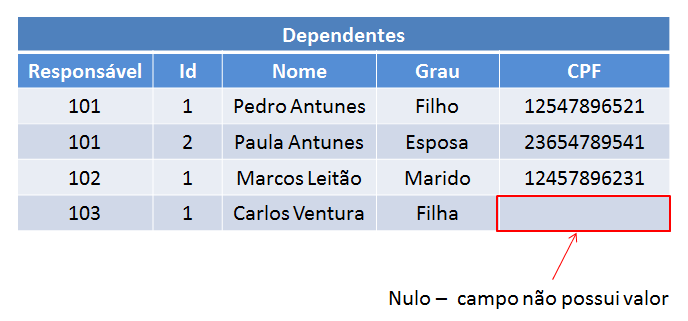 Dependentes
Responsável Id Nome Grau CPF
101 1 Pedro Antunes Filho 12547896521
101 2 Paula Antunes Esposa 23654789541
102 1 Marcos Leitão Marido 12457896231
103 1 Carlos Ventura Filha
Nulo – campo não possui valor